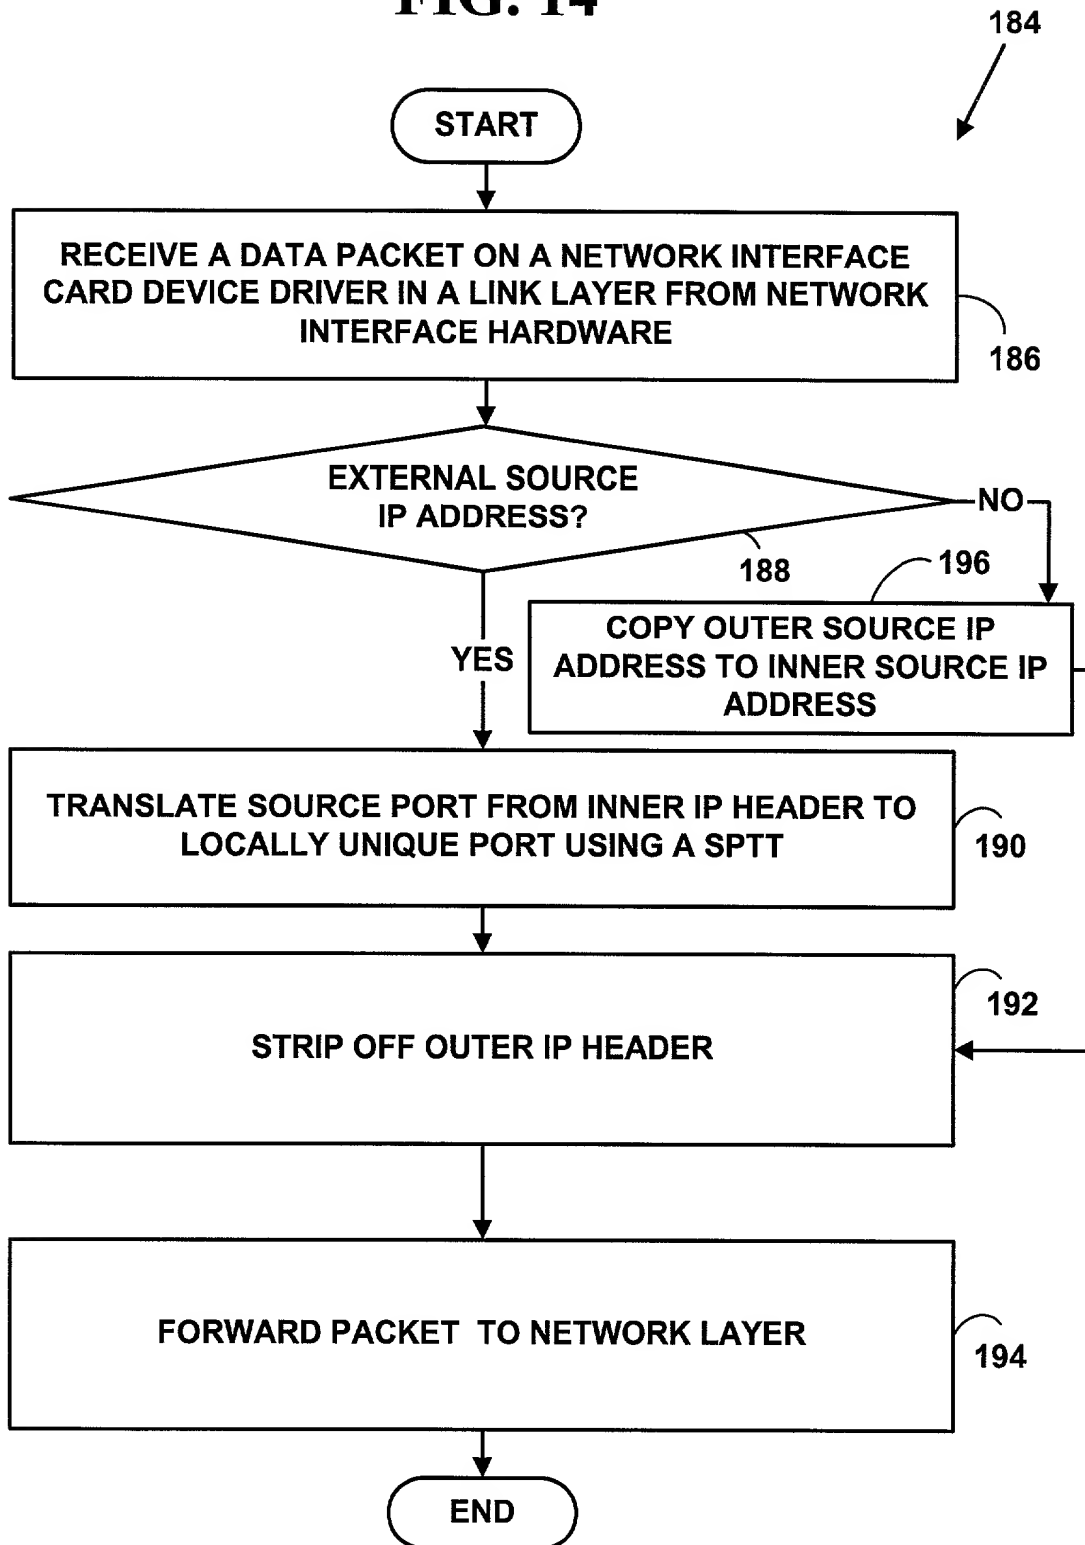 FIG. 14
184
START
RECEIVE A DATA PACKET ON A NETWORK INTERFACE
CARD DEVICE DRIVER IN A LINK LAYER FROM NETWORK
INTERFACE HARDWARE
186
EXTERNAL SOURCE
IP ADDRESS?
NO
188
196
COPY OUTER SOURCE IP
ADDRESS TO INNER SOURCE IP
ADDRESS
YES
TRANSLATE SOURCE PORT FROM INNER IP HEADER TO
LOCALLY UNIQUE PORT USING A SPTT
190
192
STRIP OFF OUTER IP HEADER
FORWARD PACKET TO NETWORK LAYER
194
END